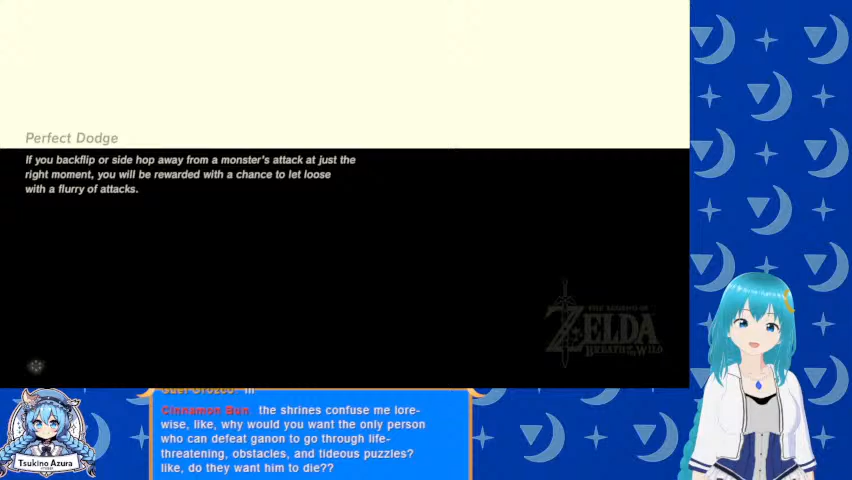 Perfect Dodge
If you backflip or side hop away from a monster's attack at just the
right moment, you will be rewarded with a chance to let loose
with a flurry of attacks.
THE LEGEND OF
ZELDA
BREATH OF THE WILD
Cinnamon Bun: the shrines confuse me lore-
wise, like, why would you want the only person
who can defeat ganon to go through life-
threatening, obstacles, and tideous puzzles?
like, do they want him to die??
Tsukino Azura